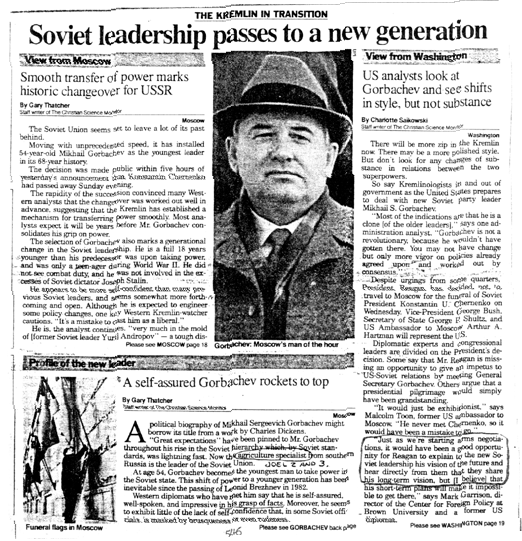 THE KREMLIN IN TRANSITION
Soviet leadership passes to a new generation
View from Moscow
Smooth transfer of power marks
historic changeover for USSR
By Gary Thatcher
Staff writer of The Christian Science Monitor
Moscow
The Soviet Union seems set to leave a lot of its past
behind.
Moving with unprecedented speed, it has installed
54-year-old Mikhail Gorbachev as the youngest leader
in its 68-year history.
The decision was made public within five hours of
yesterday's announcement Konstantin Chernenko
had passed away Sunday evening.
The rapidity of the succession convinced many West-
ern analysts that the changeover was worked out well in
advance, suggesting that the Kremlin has established a
mechanism for transferring power smoothly. Most ana-
lysts expect it will be years before Mr. Gorbachev con-
solidates his grip on power.
The selection of Gorbachev also marks a generational
change in the Soviet leadership. He is a full 18 years
younger than his predecessor was upon taking power,
and was only a teen-ager during World War II. He did
not see combat duty, and he was not involved in the ex-
cesses of Soviet dictator Joseph Stalin.
He appears to be more self-confident than many pre-
vious Soviet leaders, and seems somewhat more forth-
coming and open. Although he is expected to engineer
some policy changes, one key Western Kremlin-watcher
cautions, "It's a mistake to cast him as a liberal."
He is, the analyst continues, "very much in the mold
of [former Soviet leader Yuri] Andropov" — a tough dis-
Please see MOSCOW page 18
Gorbachev: Moscow's man of the hour
View from Washington
US analysts look at
Gorbachev and see shifts
in style, but not substance
By Charlotte Saikowski
Staff writer of The Christian Science Monitor
Washington
There will be more zip in the Kremlin
now. There may be a more polished style.
But don't look for any changes of sub-
stance in relations between the two
superpowers.
So say Kremlinologists in and out of
government as the United States prepares
to deal with new Soviet party leader
Mikhail S. Gorbachev.
"Most of the indications are that he is a
clone [of the older leaders]," says one ad-
ministration analyst. "Gorbachev is not a
revolutionary, because he wouldn't have
gotten there. You may not have change
but only more vigor on policies already
agreed upon and worked out by
consensus."
Despite urgings from some quarters,
President Reagan has decided not to
travel to Moscow for the funeral of Soviet
President Konstantin U. Chernenko on
Wednesday. Vice-President George Bush,
Secretary of State George P. Shultz, and
US Ambassador to Moscow Arthur A.
Hartman will represent the US.
Diplomatic experts and congressional
leaders are divided on the President's de-
cision. Some say that Mr. Reagan is miss-
ing an opportunity to give an impetus to
US-Soviet relations by meeting General
Secretary Gorbachev. Others argue that a
presidential pilgrimage would simply
have been grandstanding.
"It would just be exhibitionist," says
Malcolm Toon, former US ambassador to
Moscow. "He never met Chernenko, so it
would have been a mistake to go."
"Just as we're starting arms negotia-
tions, it would have been a good opportu-
nity for Reagan to explain to the new So-
viet leadership his vision of the future and
hear directly from them that they share
his long-term vision, but [I believe] that
his short-term plans will make it impossi-
ble to get there," says Mark Garrison, di-
rector of the Center for Foreign Policy at
Brown University and a former US
diplomat.
Please see WASHINGTON page 19
Profile of the new leader
A self-assured Gorbachev rockets to top
By Gary Thatcher
Staff writer of The Christian Science Monitor
Moscow
A political biography of Mikhail Sergeevich Gorbachev might
borrow its title from a work by Charles Dickens.
"Great expectations" have been pinned to Mr. Gorbachev
throughout his rise in the Soviet hierarchy which, by Soviet stan-
dards, was lightning fast. Now the agriculture specialist from southern
Russia is the leader of the Soviet Union. JOEL 2 AND 3.
At age 54, Gorbachev becomes the youngest man to take power in
the Soviet state. This shift of power to a younger generation has been
inevitable since the passing of Leonid Brezhnev in 1982.
Western diplomats who have met him say that he is self-assured,
well-spoken, and impressive in his grasp of facts. Moreover, he seems
to exhibit little of the lack of self-confidence that, in some Soviet offi-
cials, is masked by brusqueness or even rudeness.
Please see GORBACHEV back page
Funeral flags in Moscow